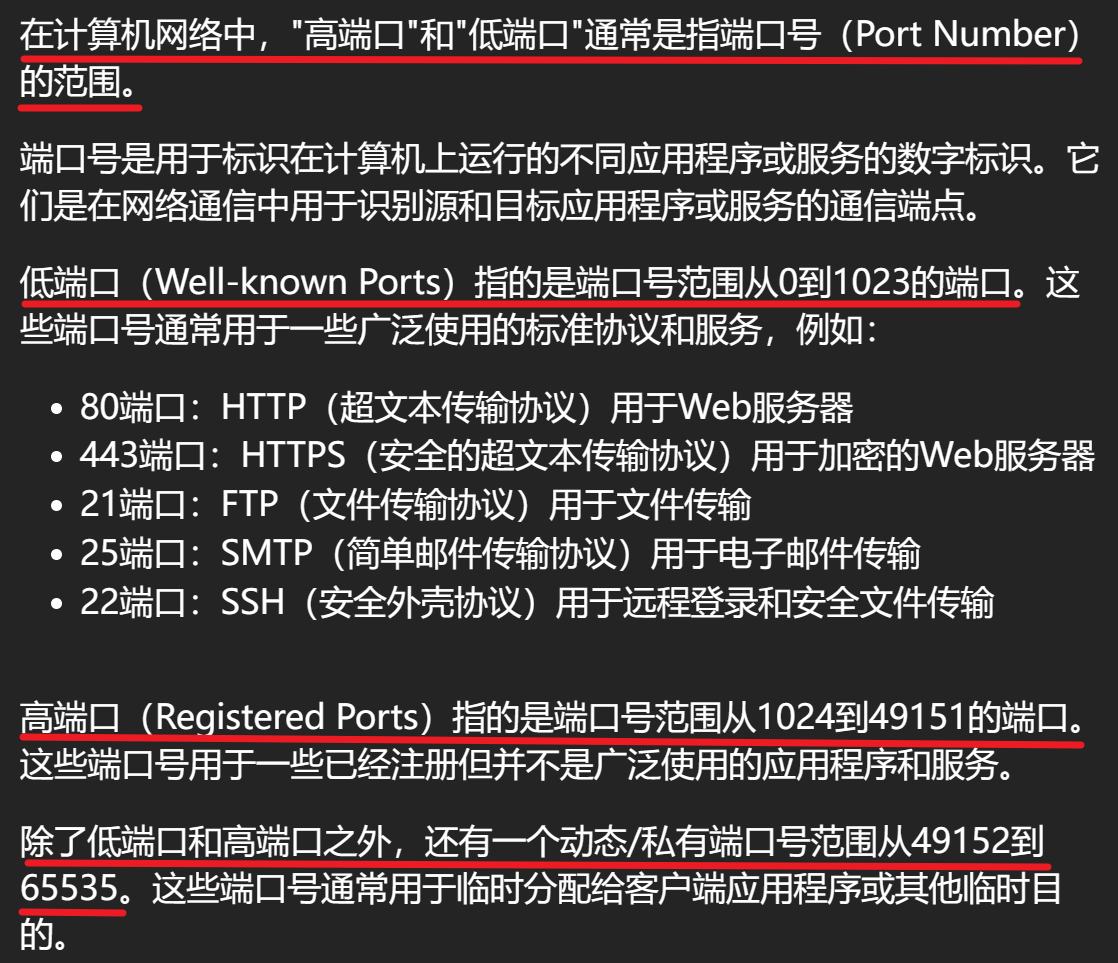 在计算机网络中，"高端口"和"低端口"通常是指端口号（Port Number）
的范围。
端口号是用于标识在计算机上运行的不同应用程序或服务的数字标识。它
们是在网络通信中用于识别源和目标应用程序或服务的通信端点。
低端口（Well-known Ports）指的是端口号范围从0到1023的端口。这
些端口号通常用于一些广泛使用的标准协议和服务，例如：
• 80端口：HTTP（超文本传输协议）用于Web服务器
• 443端口：HTTPS（安全的超文本传输协议）用于加密的Web服务器
• 21端口：FTP（文件传输协议）用于文件传输
• 25端口：SMTP（简单邮件传输协议）用于电子邮件传输
• 22端口：SSH（安全外壳协议）用于远程登录和安全文件传输
高端口（Registered Ports）指的是端口号范围从1024到49151的端口。
这些端口号用于一些已经注册但并不是广泛使用的应用程序和服务。
除了低端口和高端口之外，还有一个动态/私有端口号范围从49152到
65535。这些端口号通常用于临时分配给客户端应用程序或其他临时目
的。